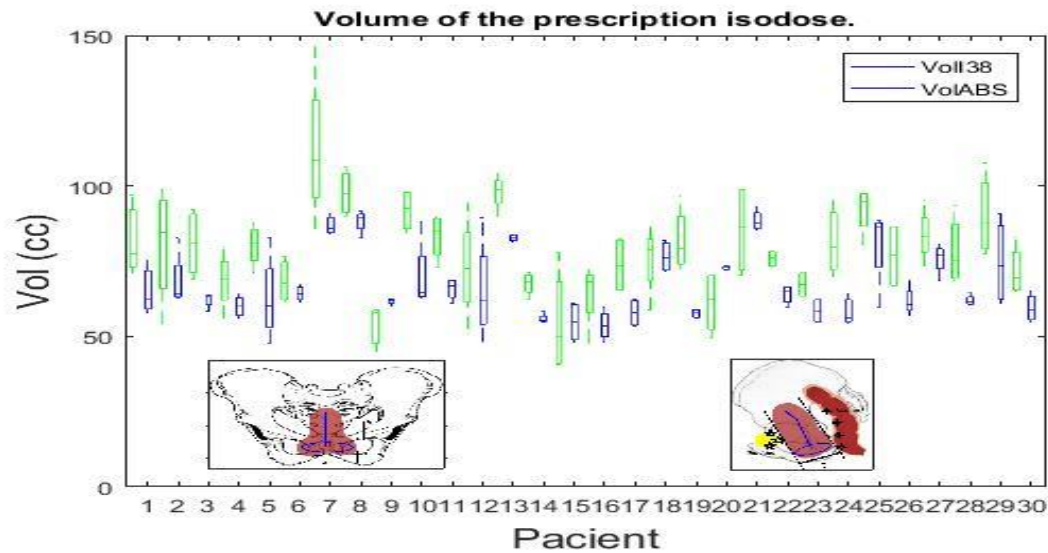 Volume of the prescription isodose.
150
100
50
0
Vol (cc)
VolI38
VolABS
1 2 3 4 5 6 7 8 9 10 11 12 13 14 15 16 17 18 19 20 21 22 23 24 25 26 27 28 29 30
Pacient